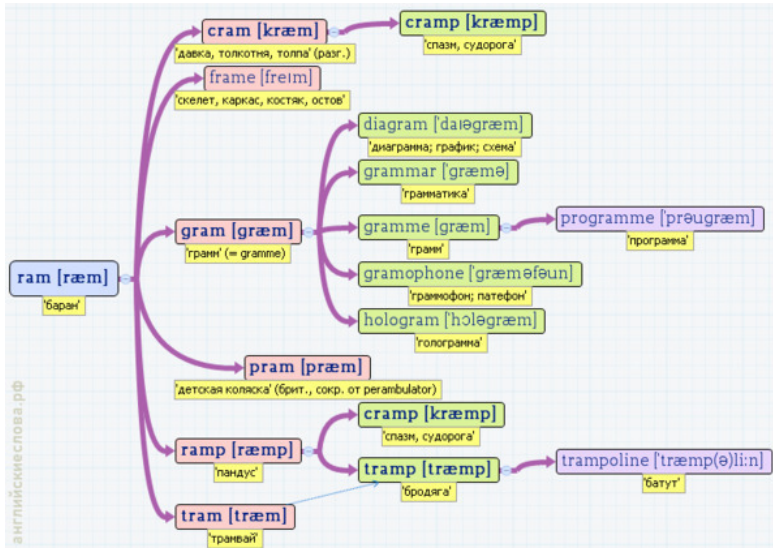 ram [ræm]
'баран'
cram [kræm]
'давка, толкотня, толпа' (разг.)
cramp [kræmp]
'спазм, судорога'
frame [freɪm]
'скелет, каркас, костяк, остов'
gram [græm]
'грамм' (= gramme)
diagram ['daɪəgræm]
'диаграмма; график; схема'
grammar ['græmə]
'грамматика'
gramme [græm]
'грамм'
programme ['prəugræm]
'программа'
gramophone ['græməfəun]
'граммофон; патефон'
hologram ['hɔləgræm]
'голограмма'
pram [præm]
'детская коляска' (брит., сокр. от perambulator)
ramp [ræmp]
'пандус'
cramp [kræmp]
'спазм, судорога'
tramp [træmp]
'бродяга'
trampoline ['træmp(ə)li:n]
'батут'
tram [træm]
'трамвай'
английскиеслова.рф